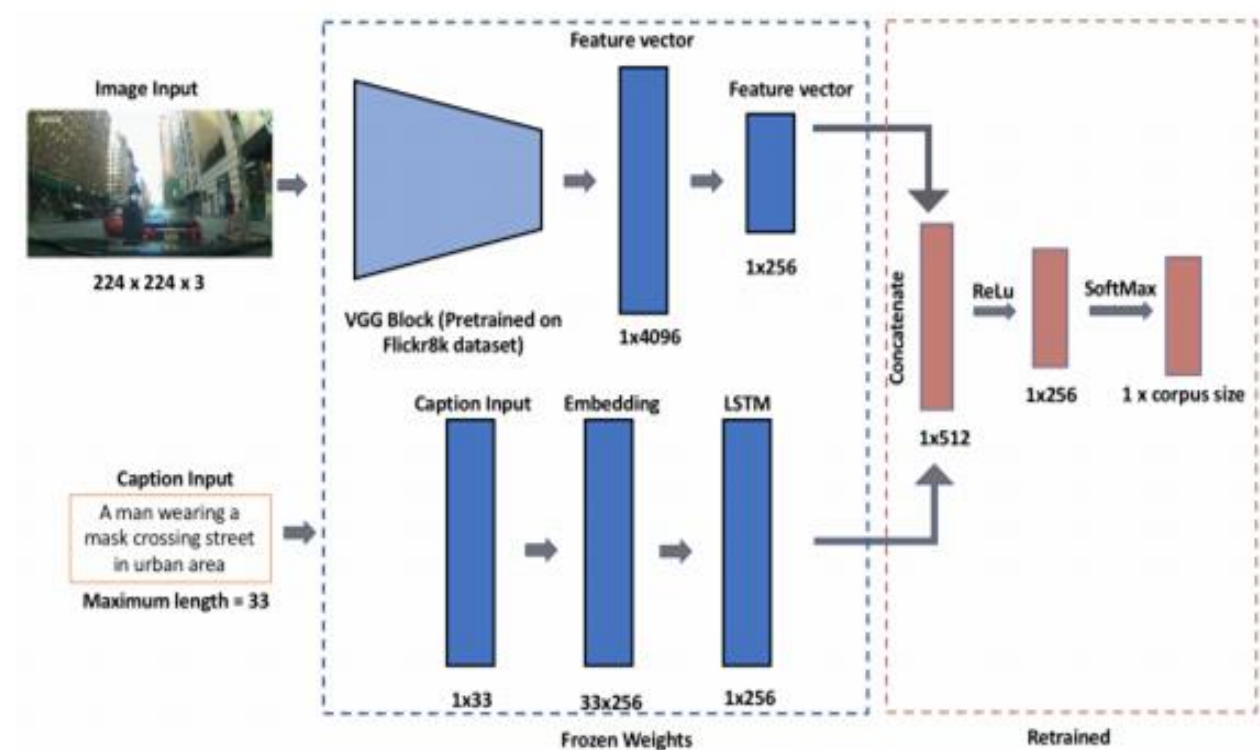 Feature vector
Image Input
Feature vector
224 x 224 x 3
1x256
VGG Block (Pretrained on
Flickr8k dataset)
1x4096
Concatenate
ReLu
SoftMax
1x256
1 x corpus size
1x512
Caption Input
Embedding
LSTM
Caption Input
A man wearing a
mask crossing street
in urban area
Maximum length = 33
1x33
33x256
1x256
Frozen Weights
Retrained